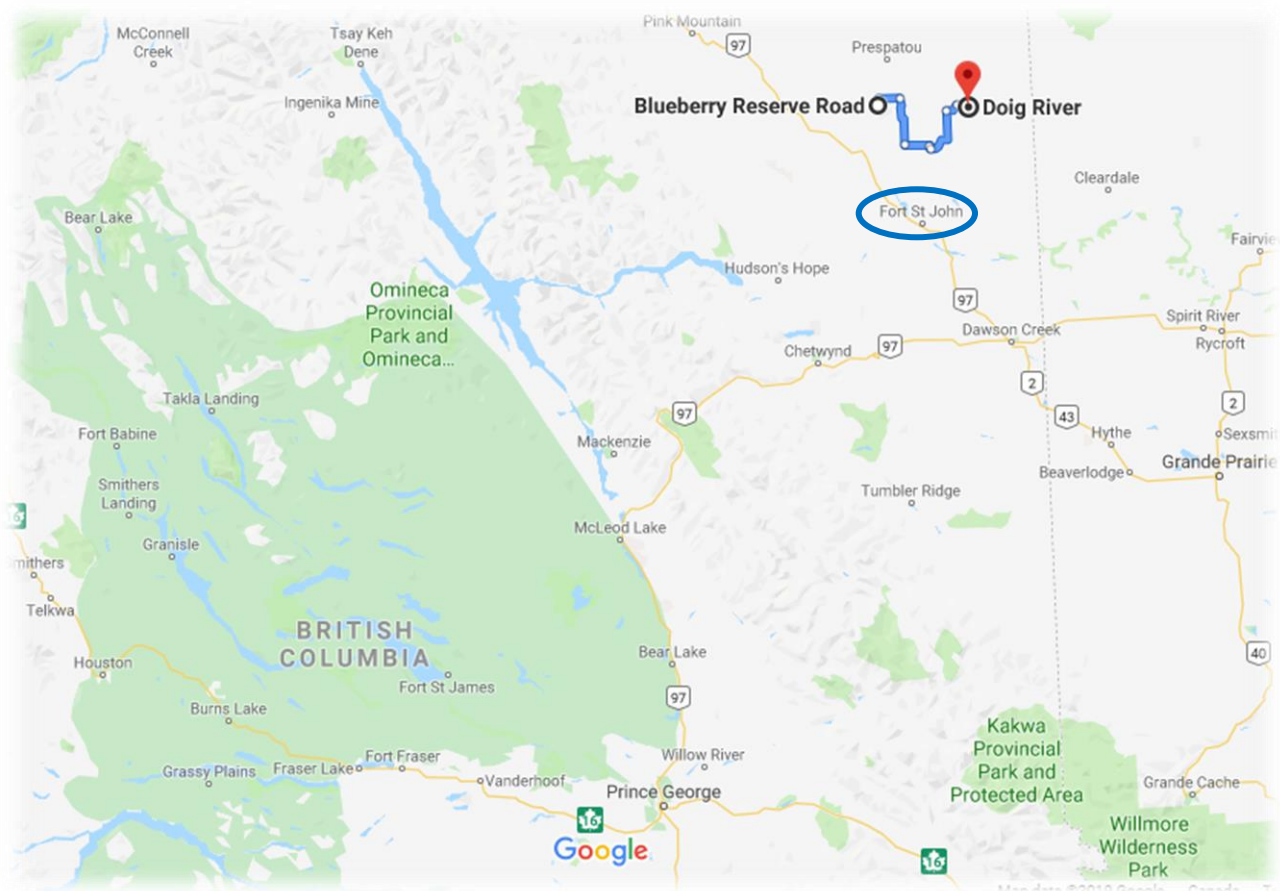 Pink Mountain
McConnell
Creek
Tsay Keh
Dene
97
Prespatou
Ingenika Mine
Blueberry Reserve Road
Doig River
Cleardale
Bear Lake
Fort St John
Hudson's Hope
Omineca
Provincial
Park and
Omineca...
97
Spirit River
Dawson Creek
Rycroft
Chetwynd
97
2
Takla Landing
97
43
2
Fort Babine
Mackenzie
Hythe
Grande Prairie
Beaverlodge
Smithers
Landing
Tumbler Ridge
McLeod Lake
Granisle
Telkwa
BRITISH
COLUMBIA
Bear Lake
40
Houston
Fort St James
97
Burns Lake
Kakwa
Provincial
Park and
Protected Area
Fort Fraser
Willow River
Grassy Plains
Fraser Lake
Vanderhoof
Grande Cache
Prince George
16
Willmore
Wilderness
Park
Google
16